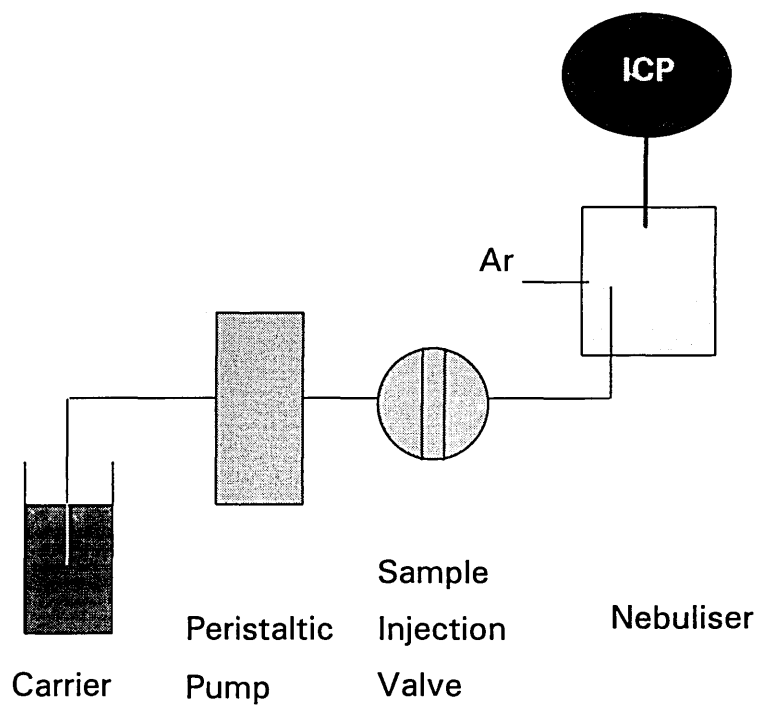 ICP
Ar
Carrier
Peristaltic
Pump
Sample
Injection
Valve
Nebuliser